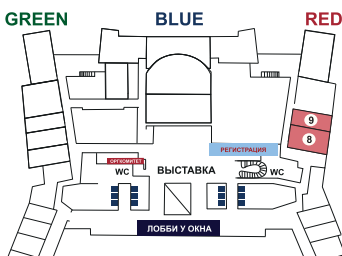 GREEN BLUE RED
9
8
РЕГИСТРАЦИЯ
ОРГКОМИТЕТ
WC ВЫСТАВКА WC
ЛОББИ У ОКНА